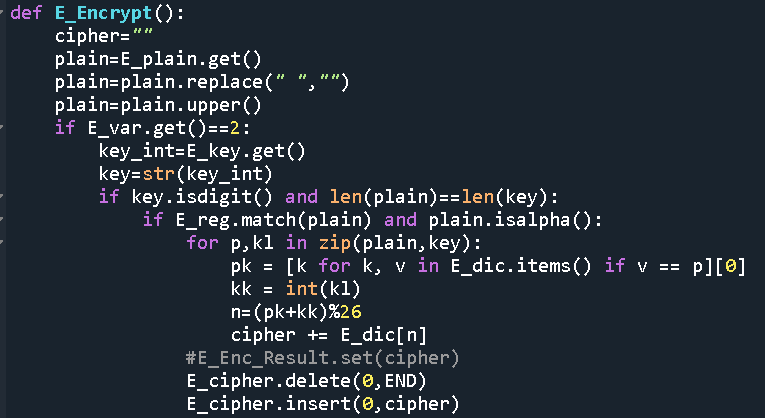 def E_Encrypt():
    cipher=""
    plain=E_plain.get()
    plain=plain.replace(" ","")
    plain=plain.upper()
    if E_var.get()==2:
        key_int=E_key.get()
        key=str(key_int)
        if key.isdigit() and len(plain)==len(key):
            if E_reg.match(plain) and plain.isalpha():
                for p,kl in zip(plain,key):
                    pk = [k for k, v in E_dic.items() if v == p][0]
                    kk = int(kl)
                    n=(pk+kk)%26
                    cipher += E_dic[n]
                #E_Enc_Result.set(cipher)
                E_cipher.delete(0,END)
                E_cipher.insert(0,cipher)